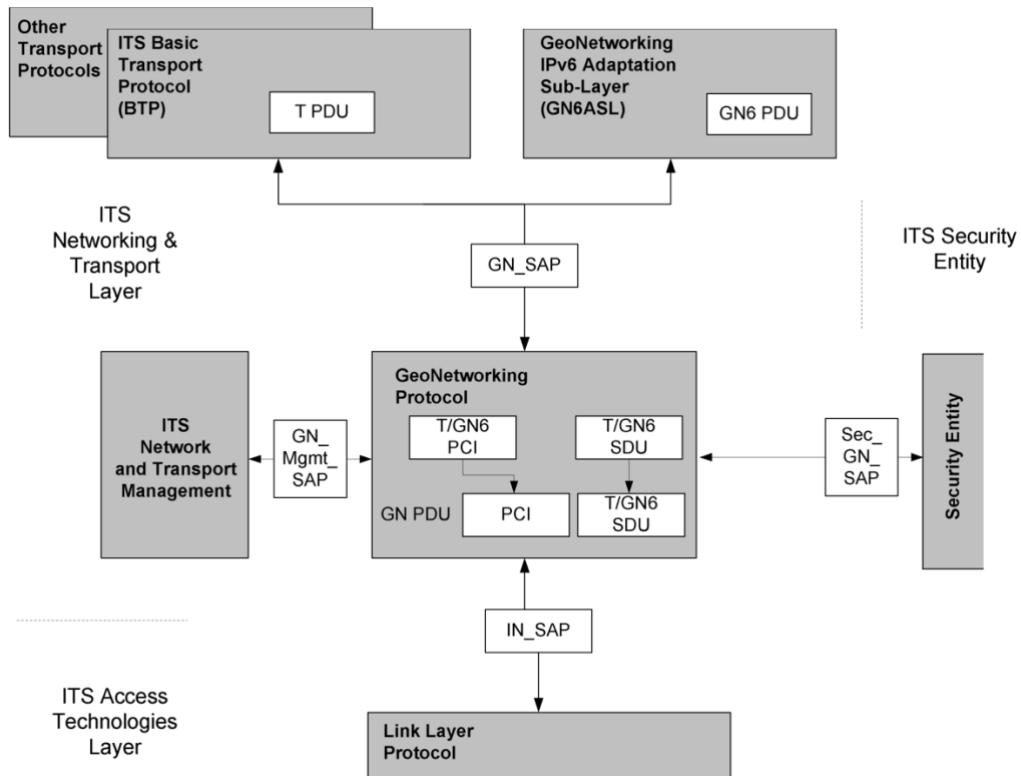 Other
Transport
Protocols
ITS Basic
Transport
Protocol
(BTP)
T PDU
GeoNetworking
IPv6 Adaptation
Sub-Layer
(GN6ASL)
GN6 PDU
ITS
Networking &
Transport
Layer
GN_SAP
ITS Security
Entity
ITS
Network
and Transport
Management
GN_
Mgmt_
SAP
GeoNetworking
Protocol
T/GN6
PCI
T/GN6
SDU
GN PDU
PCI
T/GN6
SDU
Sec_
GN_
SAP
Security Entity
IN_SAP
ITS Access
Technologies
Layer
Link Layer
Protocol